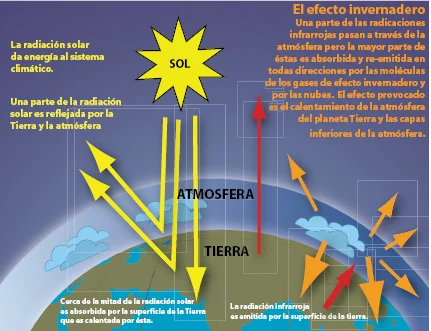 El efecto invernadero
Una parte de las radicaciones
infrarrojas pasan a través de la
atmósfera pero la mayor parte de
éstas es absorbida y re-emitida en
todas direcciones por las moléculas
de los gases de efecto invernadero y
por las nubes. El efecto provocado
es el calentamiento de la atmósfera
del planeta Tierra y las capas
inferiores de la atmósfera.
La radiación solar
da energía al sistema
climático.
SOL
Una parte de la radiación
solar es reflejada por la
Tierra y la atmósfera
ATMOSFERA
TIERRA
Cerca de la mitad de la radiación solar
es absorbida por la superficie de la Tierra
que es calentada por ésta.
La radiación infrarroja
es emitida por la superficie de la tierra.